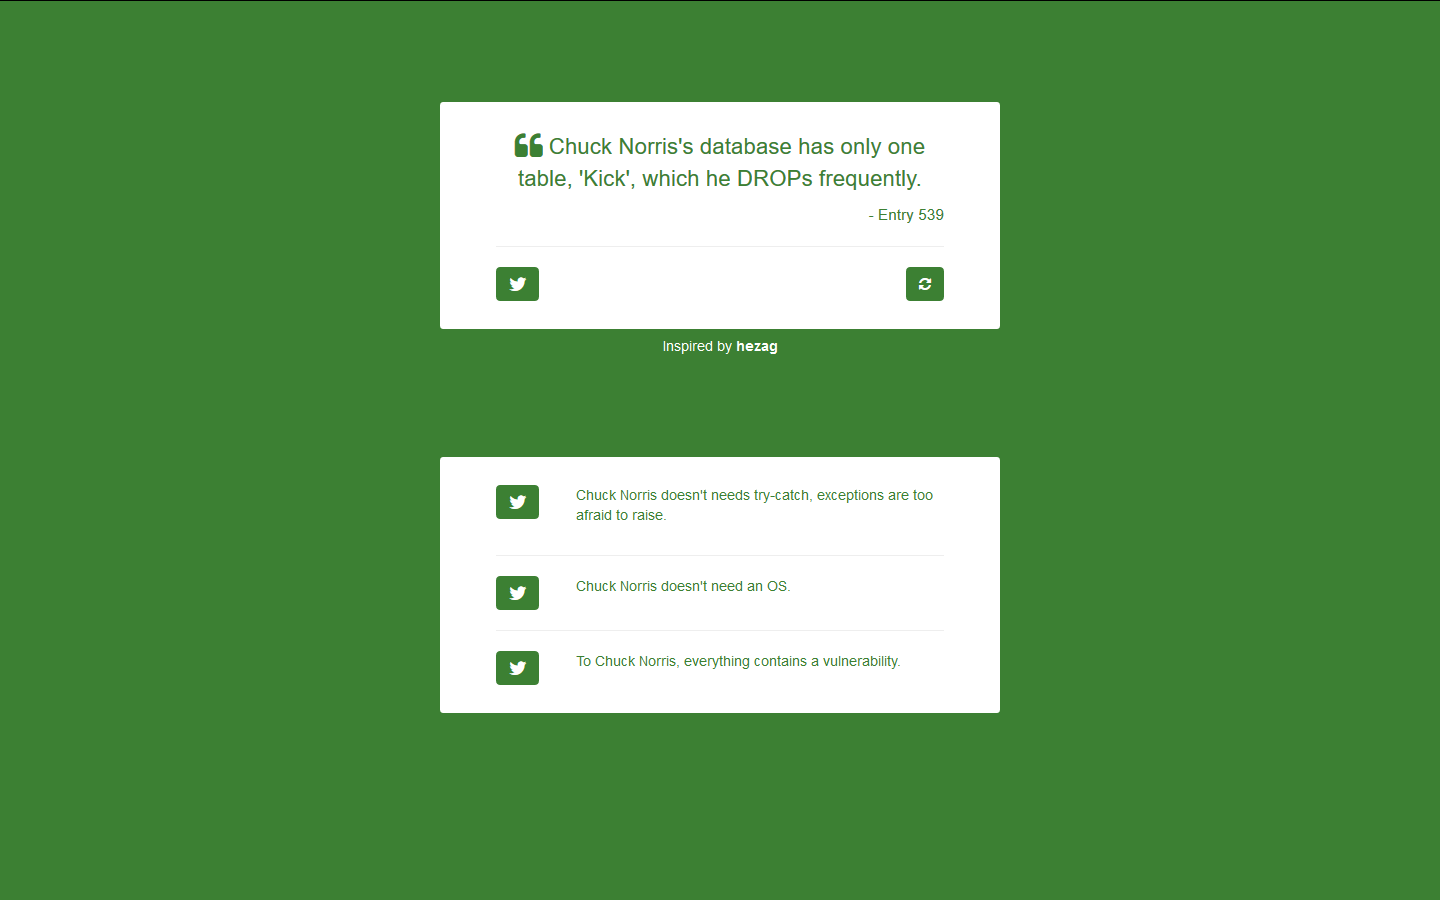 Chuck Norris's database has only one
table, 'Kick', which he DROPs frequently.
- Entry 539
Inspired by hezag
Chuck Norris doesn't needs try-catch, exceptions are too
afraid to raise.
Chuck Norris doesn't need an OS.
To Chuck Norris, everything contains a vulnerability.